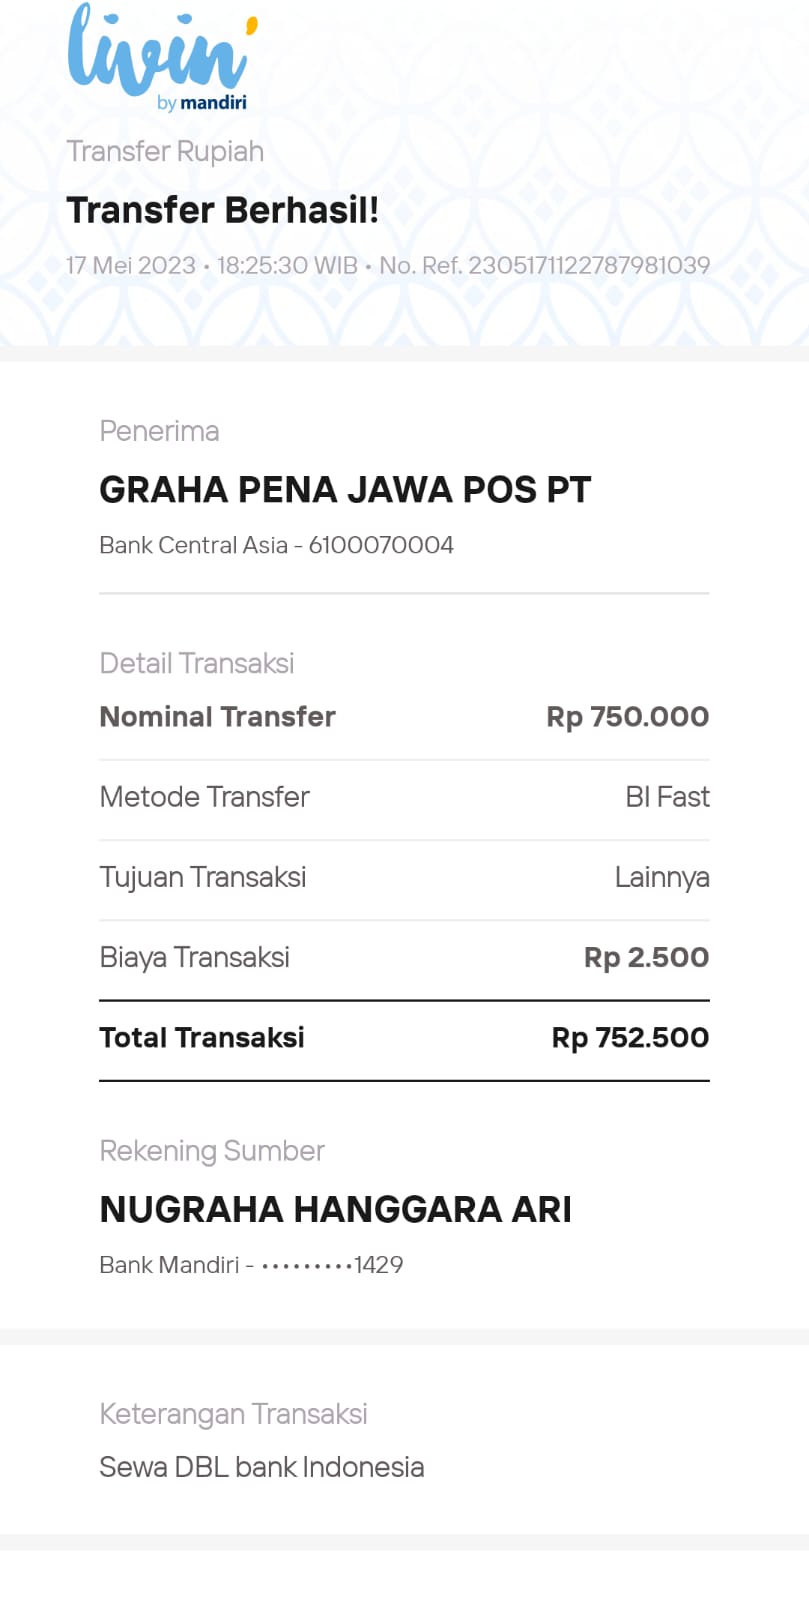 livin'
by mandiri
Transfer Rupiah
Transfer Berhasil!
17 Mei 2023 • 18:25:30 WIB • No. Ref. 2305171122787981039
Penerima
GRAHA PENA JAWA POS PT
Bank Central Asia - 6100070004
Detail Transaksi
Nominal Transfer Rp 750.000
Metode Transfer BI Fast
Tujuan Transaksi Lainnya
Biaya Transaksi Rp 2.500
Total Transaksi Rp 752.500
Rekening Sumber
NUGRAHA HANGGARA ARI
Bank Mandiri - •••••••••1429
Keterangan Transaksi
Sewa DBL bank Indonesia